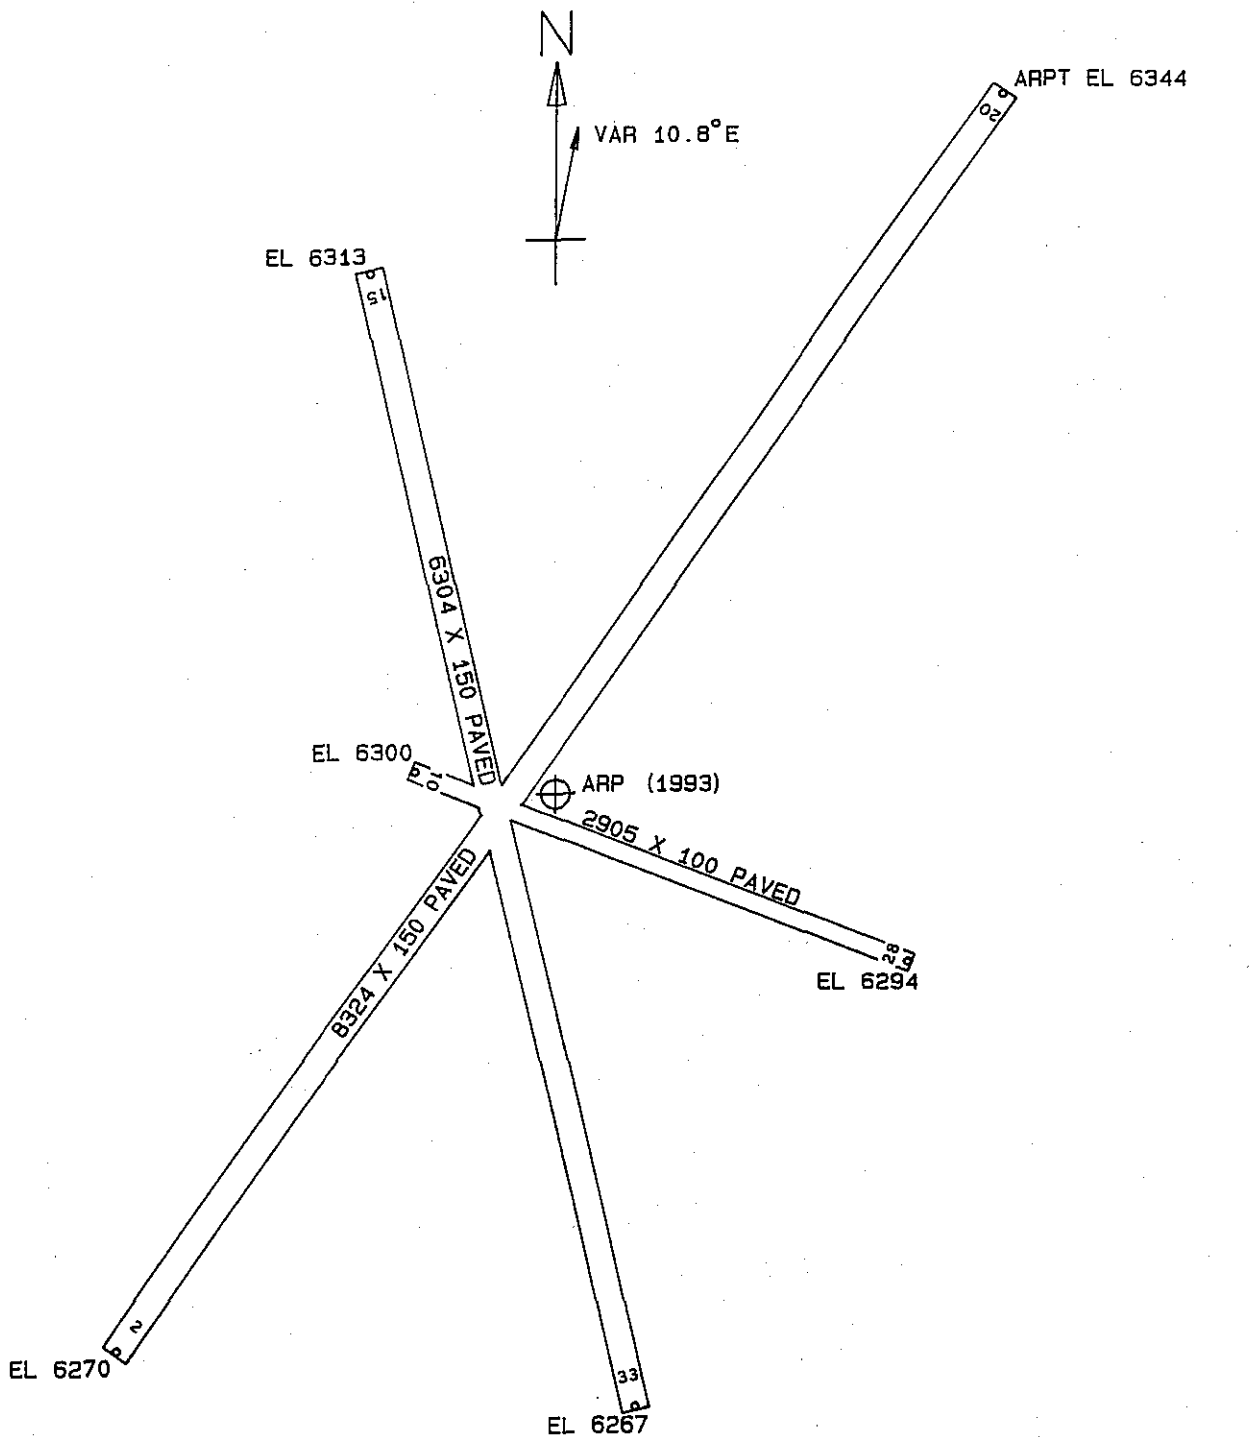 N
ARPT EL 6344
20
VAR 10.8°E
EL 6313
15
6304 X 150 PAVED
EL 6300
10
ARP (1993)
2905 X 100 PAVED
8324 X 150 PAVED
28
EL 6294
2
EL 6270
33
EL 6267